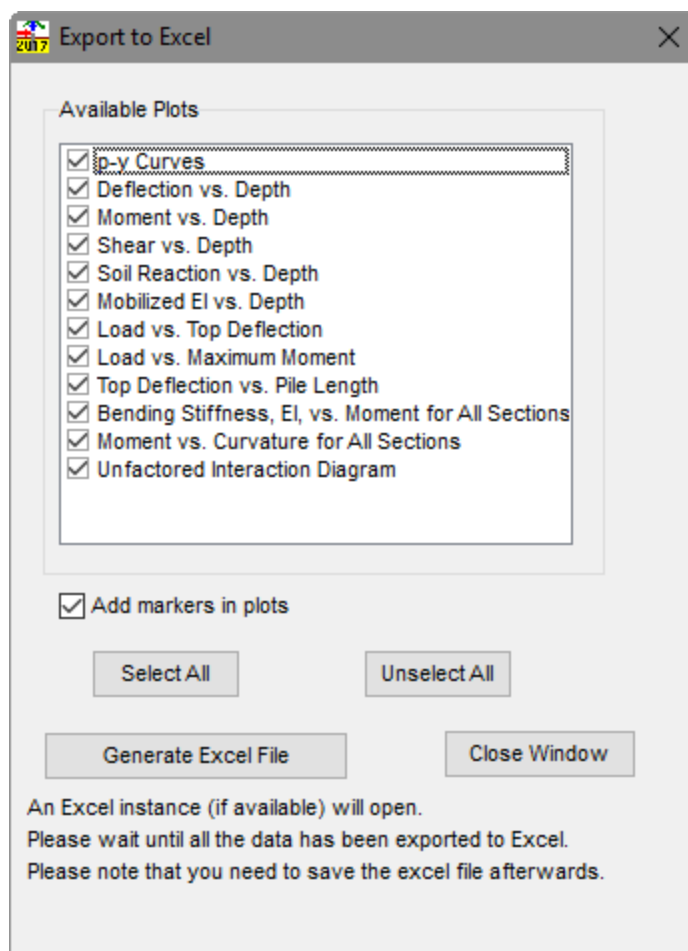 2017
Export to Excel
Available Plots
p-y Curves
Deflection vs. Depth
Moment vs. Depth
Shear vs. Depth
Soil Reaction vs. Depth
Mobilized EI vs. Depth
Load vs. Top Deflection
Load vs. Maximum Moment
Top Deflection vs. Pile Length
Bending Stiffness, EI, vs. Moment for All Sections
Moment vs. Curvature for All Sections
Unfactored Interaction Diagram
Add markers in plots
Select All
Unselect All
Generate Excel File
Close Window
An Excel instance (if available) will open.
Please wait until all the data has been exported to Excel.
Please note that you need to save the excel file afterwards.